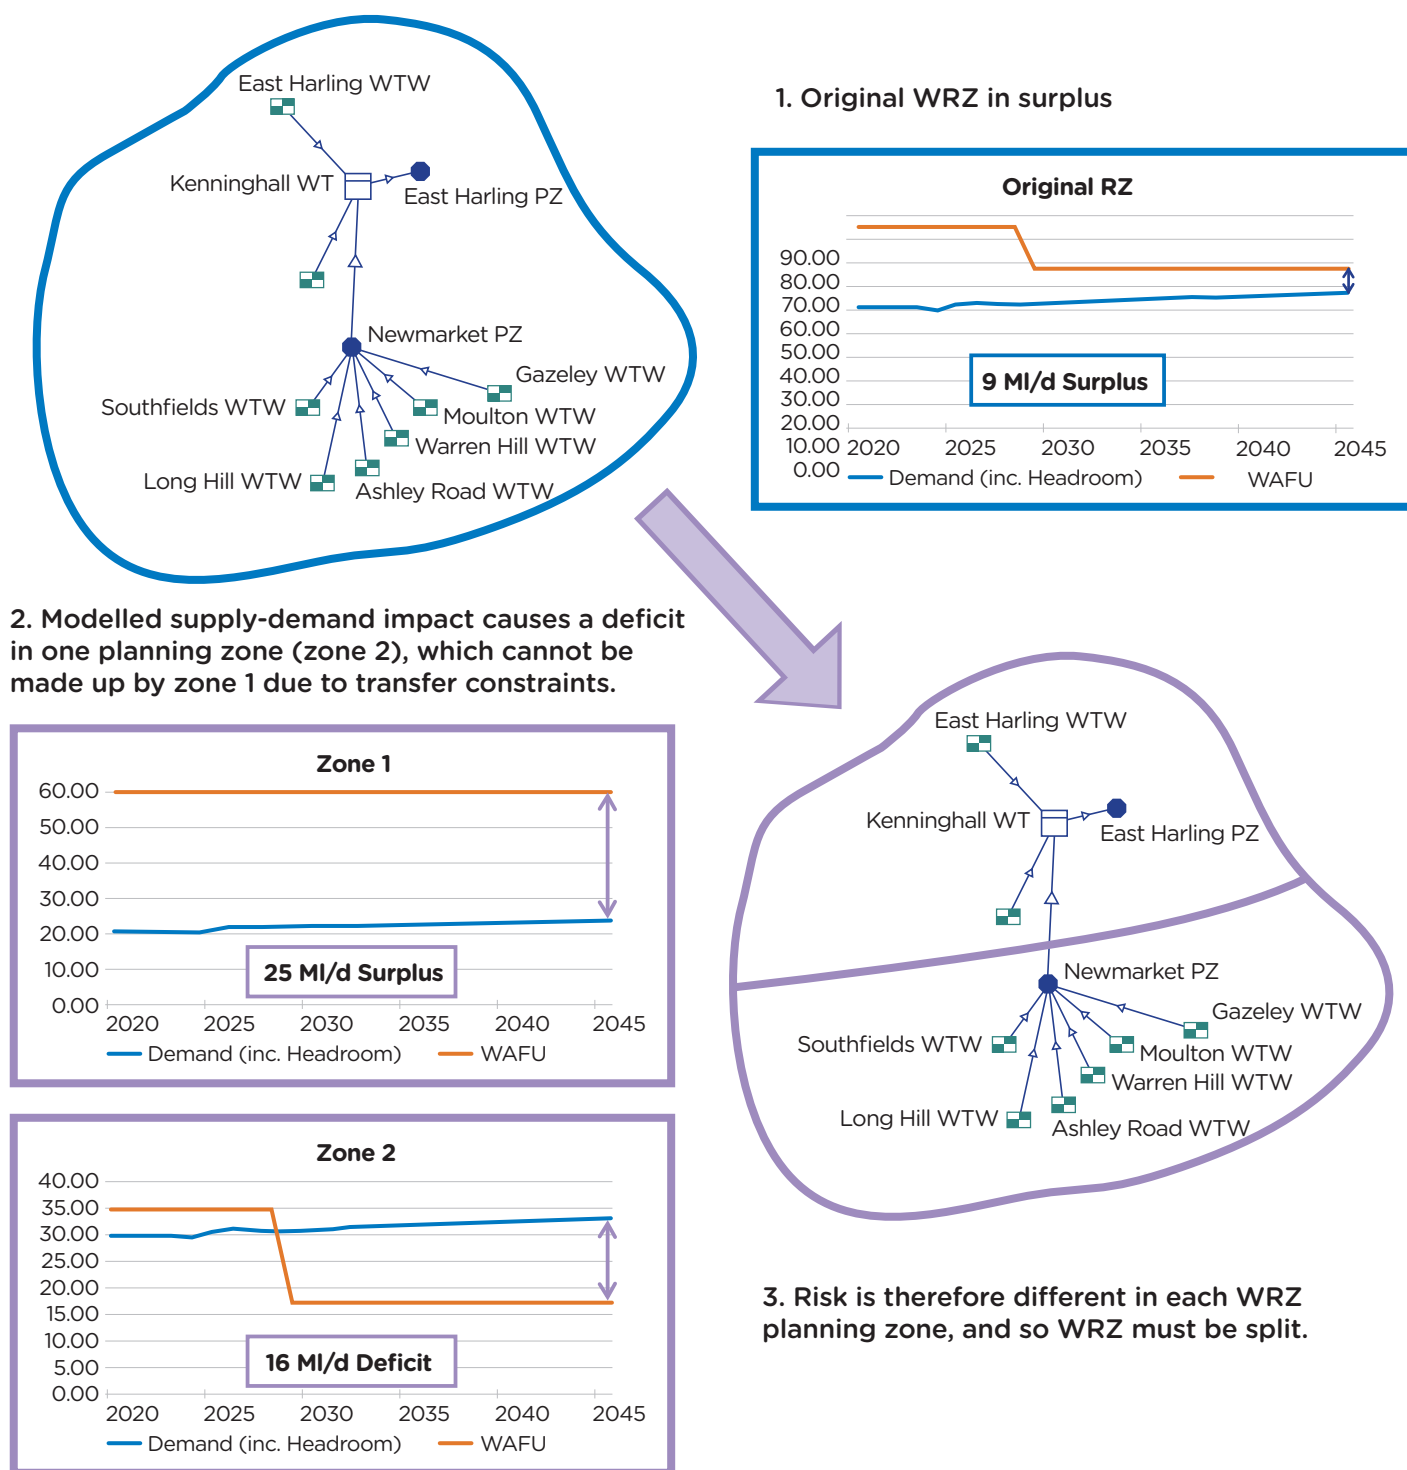 East Harling WTW
Kenninghall WT
East Harling PZ
Newmarket PZ
Gazeley WTW
Southfields WTW
Moulton WTW
Warren Hill WTW
Long Hill WTW
Ashley Road WTW
1. Original WRZ in surplus
Original RZ
90.00
80.00
70.00
60.00
50.00
40.00
30.00
20.00
10.00
0.00
9 Ml/d Surplus
2020 2025 2030 2035 2040 2045
Demand (inc. Headroom) WAFU
2. Modelled supply-demand impact causes a deficit
in one planning zone (zone 2), which cannot be
made up by zone 1 due to transfer constraints.
Zone 1
60.00
50.00
40.00
30.00
20.00
10.00
0.00
25 Ml/d Surplus
2020 2025 2030 2035 2040 2045
Demand (inc. Headroom) WAFU
Zone 2
40.00
35.00
30.00
25.00
20.00
15.00
10.00
5.00
0.00
16 Ml/d Deficit
2020 2025 2030 2035 2040 2045
Demand (inc. Headroom) WAFU
East Harling WTW
Kenninghall WT
East Harling PZ
Newmarket PZ
Gazeley WTW
Southfields WTW
Moulton WTW
Warren Hill WTW
Long Hill WTW
Ashley Road WTW
3. Risk is therefore different in each WRZ
planning zone, and so WRZ must be split.